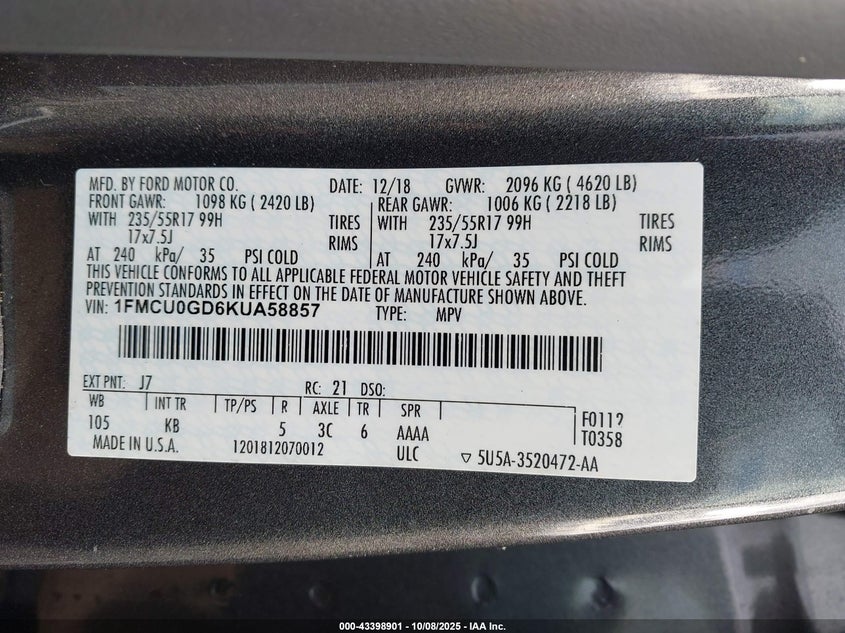 MFD. BY FORD MOTOR CO. DATE: 12/18 GVWR: 2096 KG ( 4620 LB)
FRONT GAWR: 1098 KG ( 2420 LB) REAR GAWR: 1006 KG ( 2218 LB)
WITH 235/55R17 99H TIRES WITH 235/55R17 99H TIRES
17x7.5J RIMS 17x7.5J RIMS
AT 240 kPa/ 35 PSI COLD AT 240 kPa/ 35 PSI COLD
THIS VEHICLE CONFORMS TO ALL APPLICABLE FEDERAL MOTOR VEHICLE SAFETY AND THEFT
PREVENTION STANDARDS IN EFFECT ON THE DATE OF MANUFACTURE SHOWN ABOVE.
VIN: 1FMCU0GD6KUA58857 TYPE: MPV
EXT PNT: J7 RC: 21 DSO:
WB INT TR TP/PS R AXLE TR SPR F0112
105 KB 5 3C 6 AAAA T0358
MADE IN U.S.A. 1201812070012 ULC 5U5A-3520472-AA
000-43398901 - 10/08/2025 - IAA Inc.